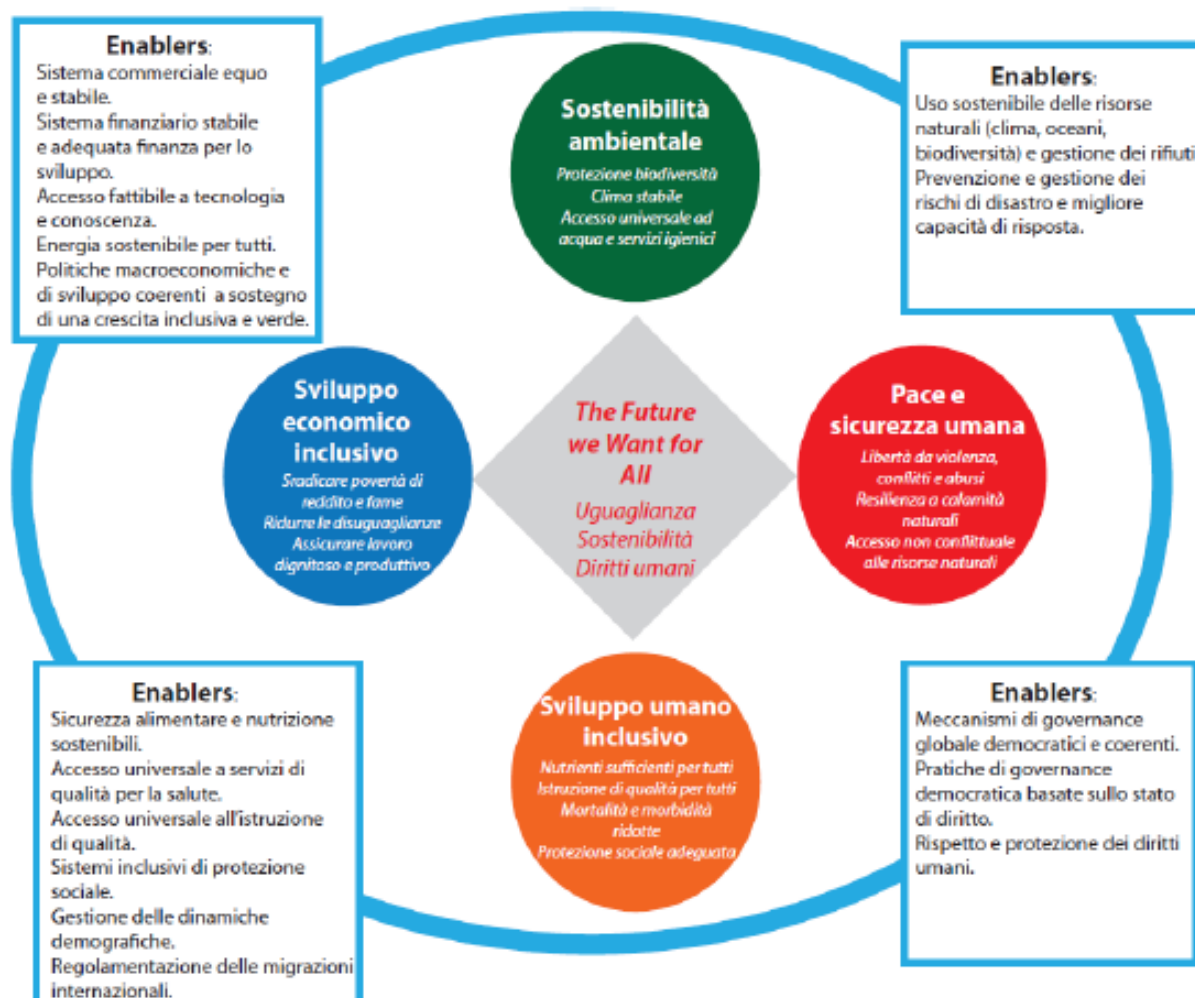 Enablers:
Sistema commerciale equo
e stabile.
Sistema finanziario stabile
e adequata finanza per lo
sviluppo.
Accesso fattibile a tecnologia
e conoscenza.
Energia sostenibile per tutti.
Politiche macroeconomiche e
di sviluppo coerenti a sostegno
di una crescita inclusiva e verde.
Sostenibilità
ambientale
Protezione biodiversità
Clima stabile
Accesso universale ad
acqua e servizi igienici
Enablers:
Uso sostenibile delle risorse
naturali (clima, oceani,
biodiversità) e gestione dei rifiuti
Prevenzione e gestione dei
rischi di disastro e migliore
capacità di risposta.
Sviluppo
economico
inclusivo
Sradicare povertà di
reddito e fame
Ridurre le disuguaglianze
Assicurare lavoro
dignitoso e produttivo
The Future
we Want for
All
Uguaglianza
Sostenibilità
Diritti umani
Pace e
sicurezza umana
Libertà da violenza,
conflitti e abusi
Resilienza a calamità
naturali
Accesso non conflittuale
alle risorse naturali
Enablers:
Sicurezza alimentare e nutrizione
sostenibili.
Accesso universale a servizi di
qualità per la salute.
Accesso universale all'istruzione
di qualità.
Sistemi inclusivi di protezione
sociale.
Gestione delle dinamiche
demografiche.
Regolamentazione delle migrazioni
internazionali.
Sviluppo umano
inclusivo
Nutrienti sufficienti per tutti
Istruzione di qualità per tutti
Mortalità e morbidità
ridotte
Protezione sociale adeguata
Enablers:
Meccanismi di governance
globale democratici e coerenti.
Pratiche di governance
democratica basate sullo stato
di diritto.
Rispetto e protezione dei diritti
umani.